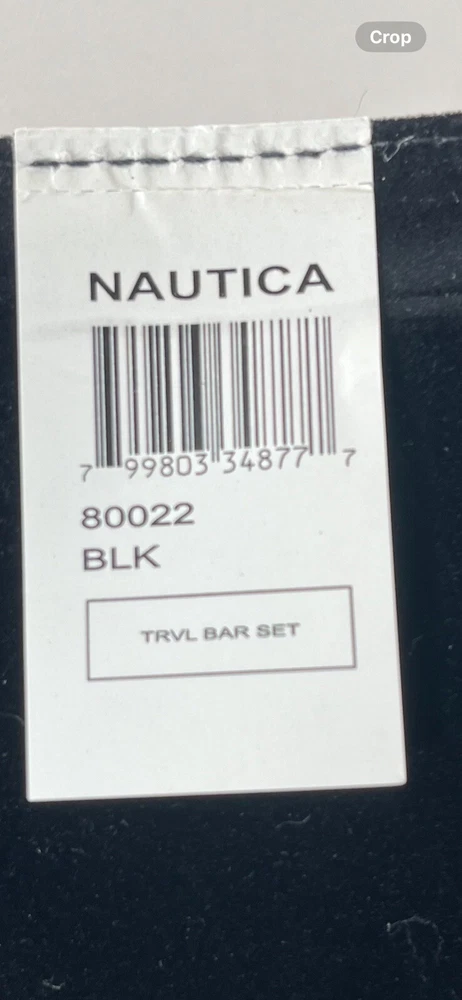 Crop
NAUTICA
7 99803 34877 7
80022
BLK
TRVL BAR SET